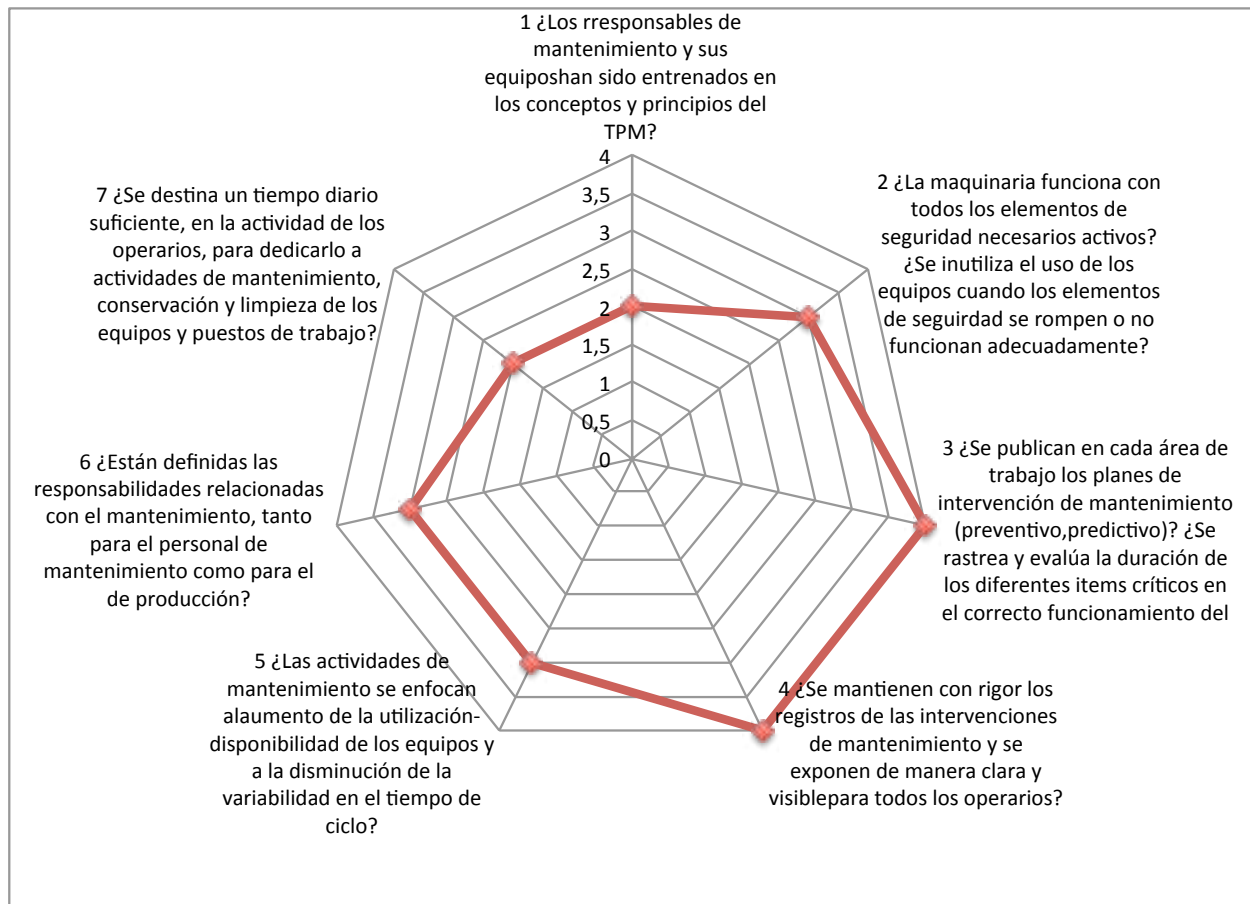 1 ¿Los rresponsables de
mantenimiento y sus
equiposhan sido entrenados en
los conceptos y principios del
TPM?
4
3,5
3
2,5
2
1,5
1
0,5
0
2 ¿La maquinaria funciona con
todos los elementos de
seguridad necesarios activos?
¿Se inutiliza el uso de los
equipos cuando los elementos
de seguirdad se rompen o no
funcionan adecuadamente?
3 ¿Se publican en cada área de
trabajo los planes de
intervención de mantenimiento
(preventivo,predictivo)? ¿Se
rastrea y evalúa la duración de
los diferentes items críticos en
el correcto funcionamiento del
4 ¿Se mantienen con rigor los
registros de las intervenciones
de mantenimiento y se
exponen de manera clara y
visiblepara todos los operarios?
5 ¿Las actividades de
mantenimiento se enfocan
alaumento de la utilización-
disponibilidad de los equipos y
a la disminución de la
variabilidad en el tiempo de
ciclo?
6 ¿Están definidas las
responsabilidades relacionadas
con el mantenimiento, tanto
para el personal de
mantenimiento como para el
de producción?
7 ¿Se destina un tiempo diario
suficiente, en la actividad de los
operarios, para dedicarlo a
actividades de mantenimiento,
conservación y limpieza de los
equipos y puestos de trabajo?